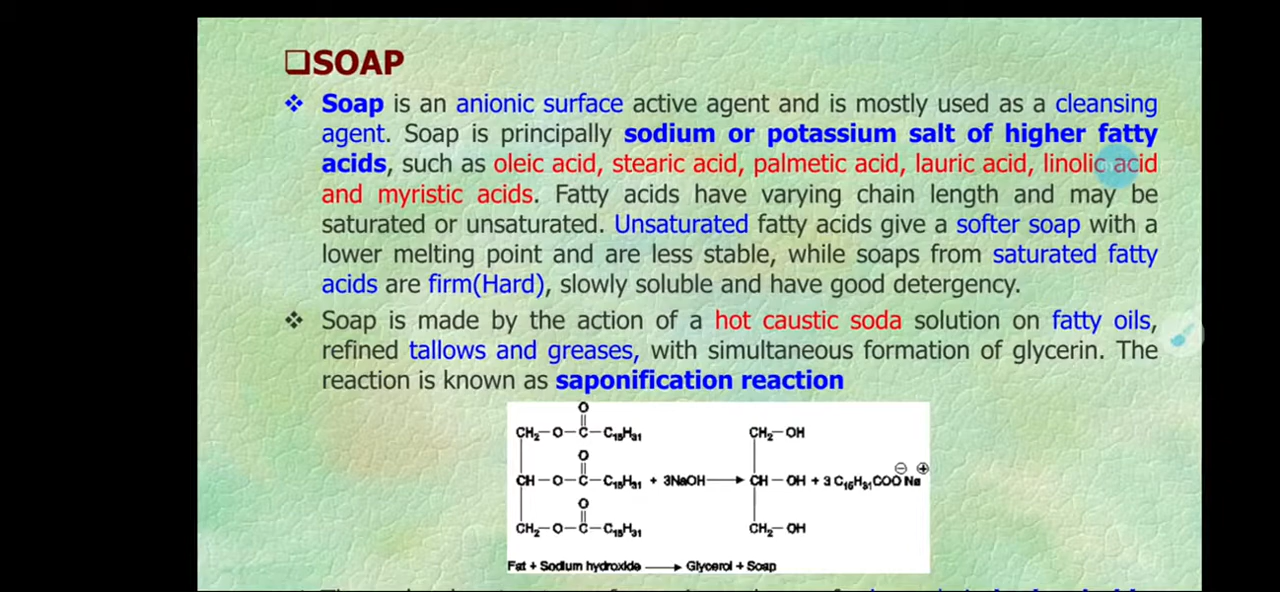 ❑SOAP
❖ Soap is an anionic surface active agent and is mostly used as a cleansing
agent. Soap is principally sodium or potassium salt of higher fatty
acids, such as oleic acid, stearic acid, palmetic acid, lauric acid, linolic acid
and myristic acids. Fatty acids have varying chain length and may be
saturated or unsaturated. Unsaturated fatty acids give a softer soap with a
lower melting point and are less stable, while soaps from saturated fatty
acids are firm(Hard), slowly soluble and have good detergency.
❖ Soap is made by the action of a hot caustic soda solution on fatty oils,
refined tallows and greases, with simultaneous formation of glycerin. The
reaction is known as saponification reaction
O
CH₂—O—C—C₁₅H₃₁ CH₂—OH
O
CH—O—C—C₁₅H₃₁ + 3NaOH → CH—OH + 3 C₁₅H₃₁COO⊖ Na⊕
O
CH₂—O—C—C₁₅H₃₁ CH₂—OH
Fat + Sodium hydroxide → Glycerol + Soap